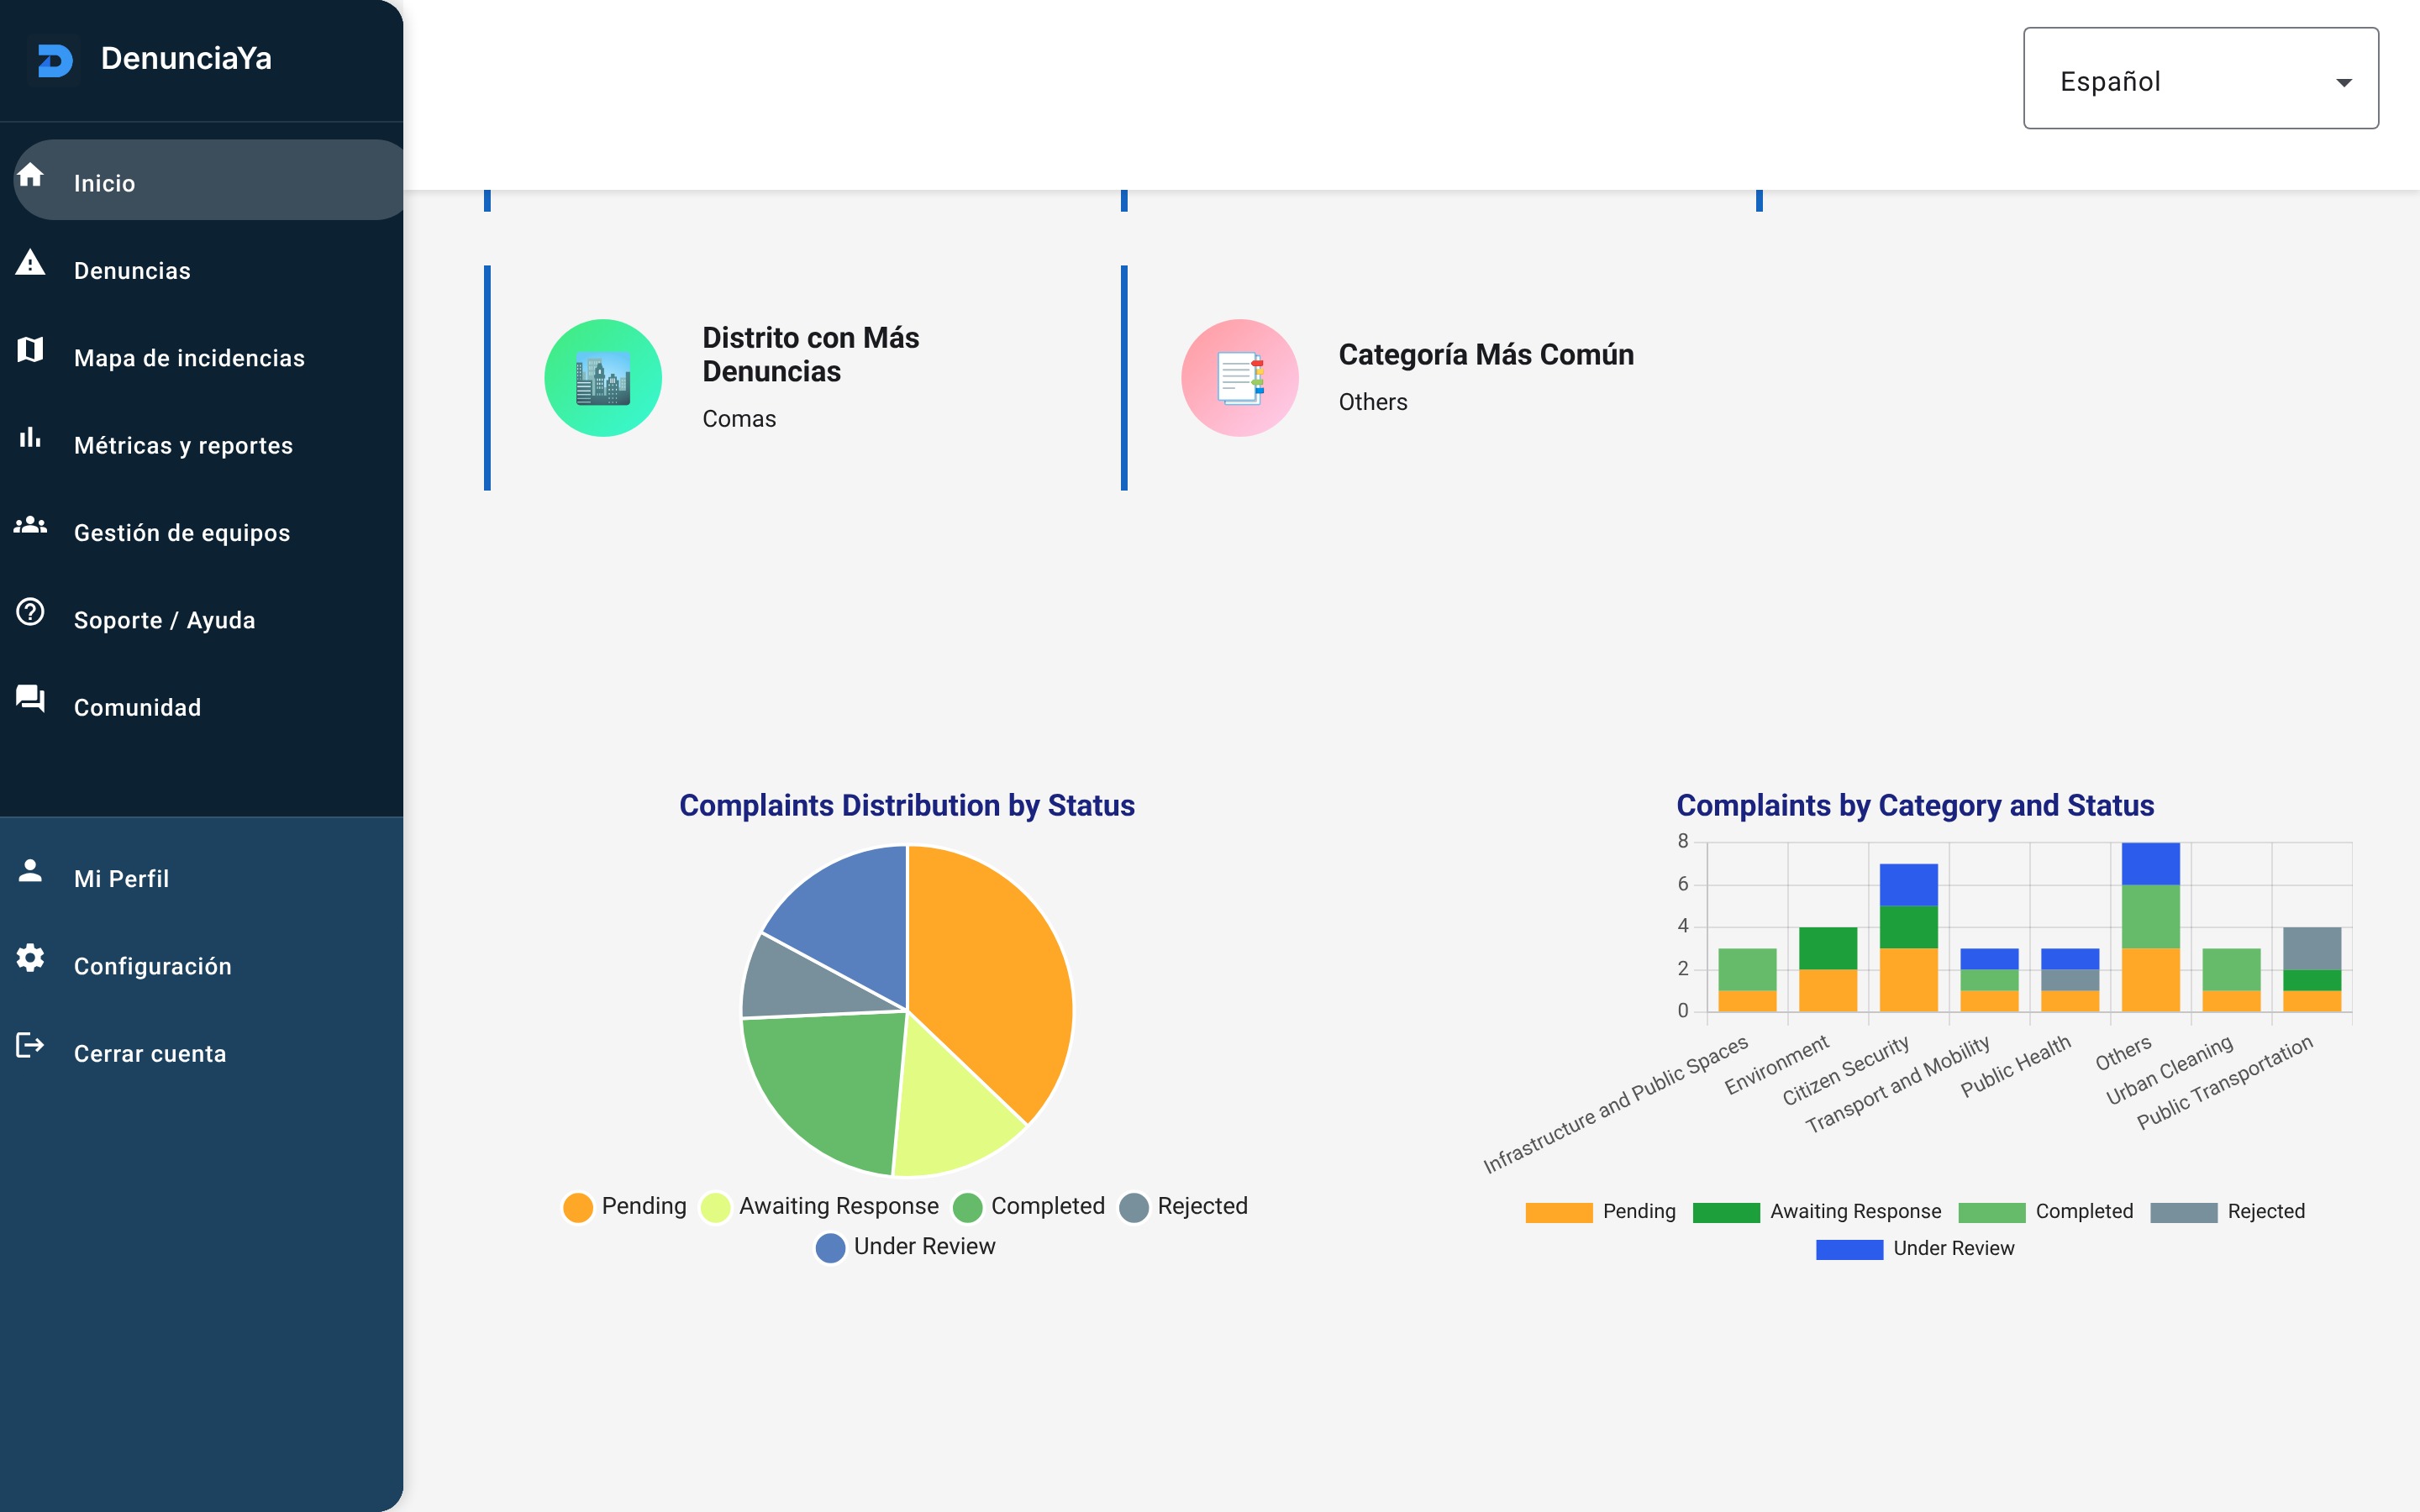 DenunciaYa
Español
Inicio
Denuncias
Mapa de incidencias
Métricas y reportes
Gestión de equipos
Soporte / Ayuda
Comunidad
Mi Perfil
Configuración
Cerrar cuenta
Distrito con Más
Denuncias
Comas
Categoría Más Común
Others
Complaints Distribution by Status
Pending Awaiting Response Completed Rejected
Under Review
Complaints by Category and Status
8
6
4
2
0
Infrastructure and Public Spaces
Environment
Citizen Security
Transport and Mobility
Public Health
Others
Urban Cleaning
Public Transportation
Pending Awaiting Response Completed Rejected
Under Review